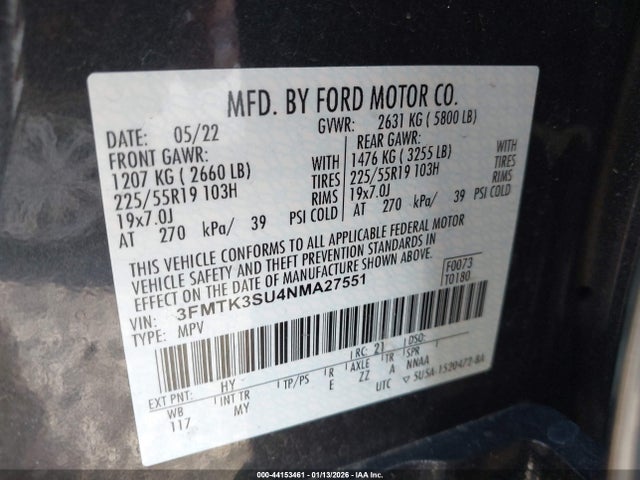 MFD. BY FORD MOTOR CO.
DATE: 05/22 GVWR: 2631 KG ( 5800 LB)
FRONT GAWR: REAR GAWR:
1207 KG ( 2660 LB) WITH 1476 KG ( 3255 LB) WITH
225/55R19 103H TIRES 225/55R19 103H TIRES
19x7.0J RIMS 19x7.0J RIMS
AT 270 kPa/ 39 PSI COLD AT 270 kPa/ 39 PSI COLD
THIS VEHICLE CONFORMS TO ALL APPLICABLE FEDERAL MOTOR
VEHICLE SAFETY AND THEFT PREVENTION STANDARDS IN
EFFECT ON THE DATE OF MANUFACTURE SHOWN ABOVE.
VIN: 3FMTK3SU4NMA27551 F0073
TYPE: MPV T0180
EXT PNT: HY RC: 21 DSO:
WB INT TR TP/PS R AXLE TR SPR
117 MY E ZZ A NNAA
UTC 5U5A-1520472-BA
000-44153461 - 01/13/2026 - IAA Inc.